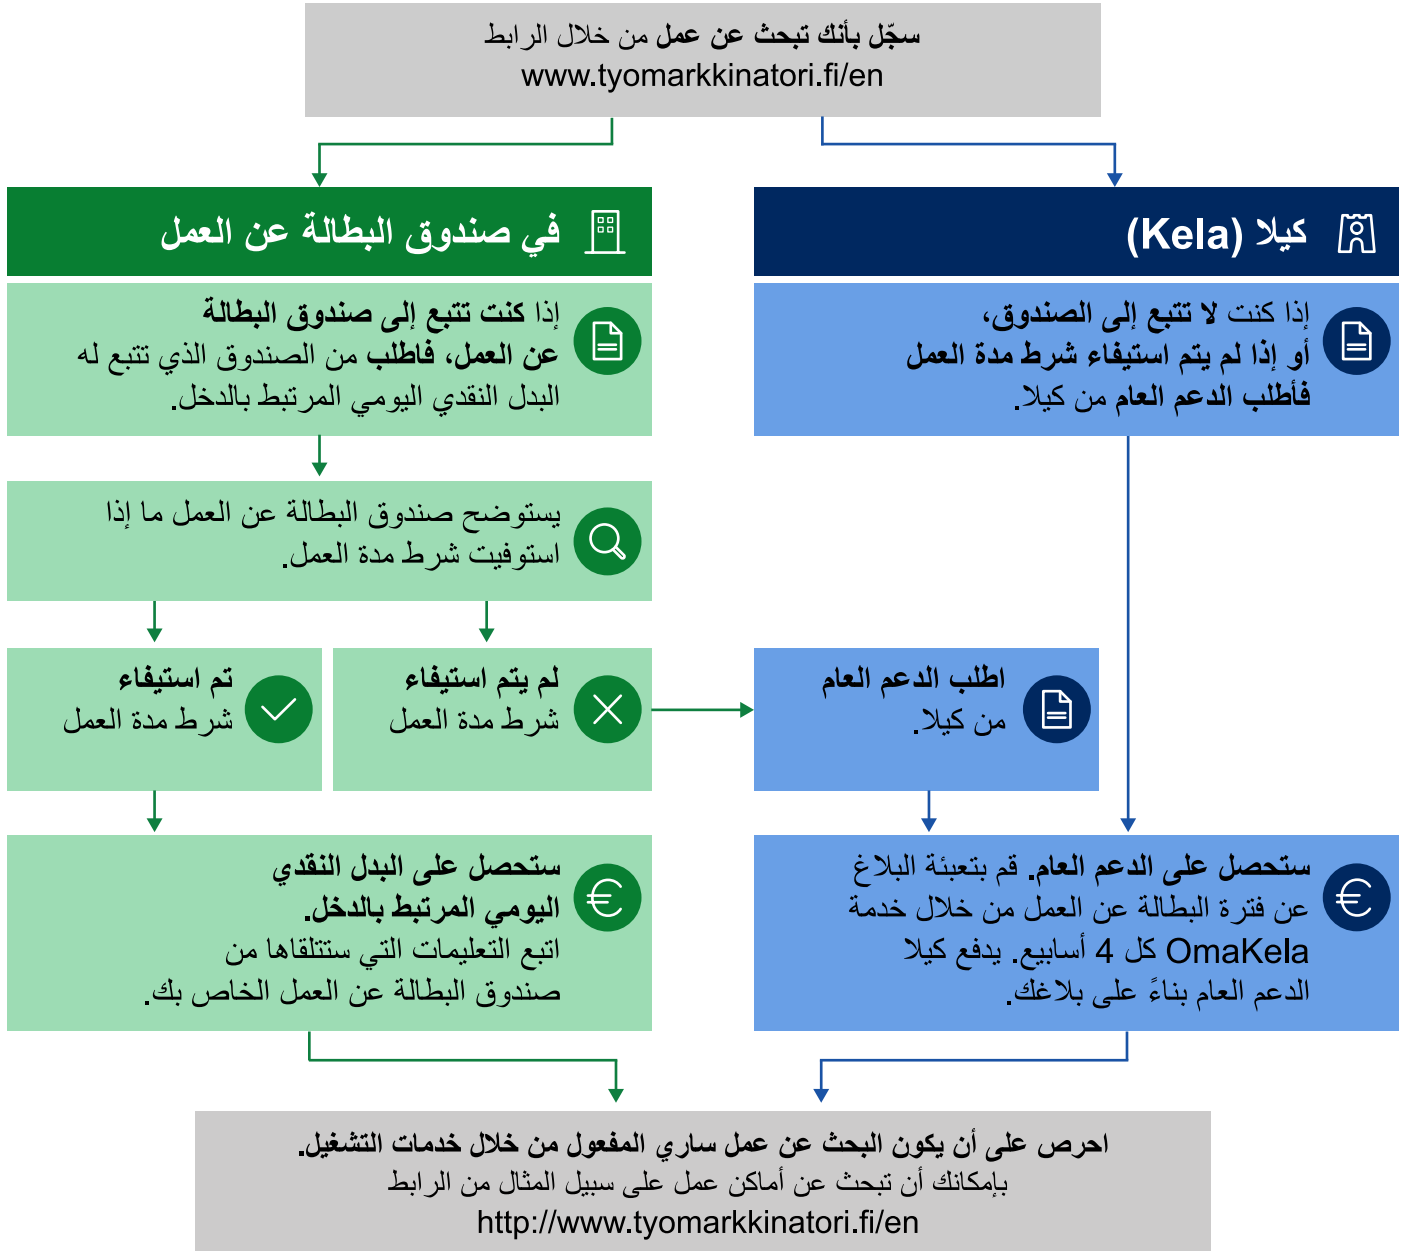 سجّل بأنك تبحث عن عمل من خلال الرابط
www.tyomarkkinatori.fi/en
كيلا (Kela)
إذا كنت لا تتبع إلى الصندوق،
أو إذا لم يتم استيفاء شرط مدة العمل
فأطلب الدعم العام من كيلا.
في صندوق البطالة عن العمل
إذا كنت تتبع إلى صندوق البطالة
عن العمل، فاطلب من الصندوق الذي تتبع له
البدل النقدي اليومي المرتبط بالدخل.
يستوضح صندوق البطالة عن العمل ما إذا
استوفيت شرط مدة العمل.
اطلب الدعم العام
من كيلا.
لم يتم استيفاء
شرط مدة العمل
تم استيفاء
شرط مدة العمل
ستحصل على الدعم العام. قم بتعبئة البلاغ
عن فترة البطالة عن العمل من خلال خدمة
OmaKela كل 4 أسابيع. يدفع كيلا
الدعم العام بناءً على بلاغك.
ستحصل على البدل النقدي
اليومي المرتبط بالدخل.
اتبع التعليمات التي ستتلقاها من
صندوق البطالة عن العمل الخاص بك.
احرص على أن يكون البحث عن عمل ساري المفعول من خلال خدمات التشغيل.
بإمكانك أن تبحث عن أماكن عمل على سبيل المثال من الرابط
http://www.tyomarkkinatori.fi/en